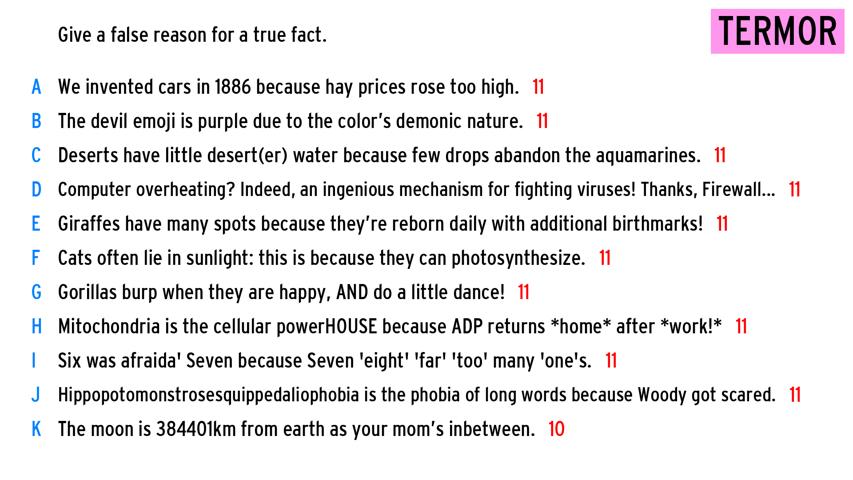 Give a false reason for a true fact.
TERMOR
A We invented cars in 1886 because hay prices rose too high. 11
B The devil emoji is purple due to the color's demonic nature. 11
C Deserts have little desert(er) water because few drops abandon the aquamarines. 11
D Computer overheating? Indeed, an ingenious mechanism for fighting viruses! Thanks, Firewall... 11
E Giraffes have many spots because they're reborn daily with additional birthmarks! 11
F Cats often lie in sunlight: this is because they can photosynthesize. 11
G Gorillas burp when they are happy, AND do a little dance! 11
H Mitochondria is the cellular powerHOUSE because ADP returns *home* after *work!* 11
I Six was afraida' Seven because Seven 'eight' 'far' 'too' many 'one's. 11
J Hippopotomonstrosesquippedaliophobia is the phobia of long words because Woody got scared. 11
K The moon is 384401km from earth as your mom's inbetween. 10